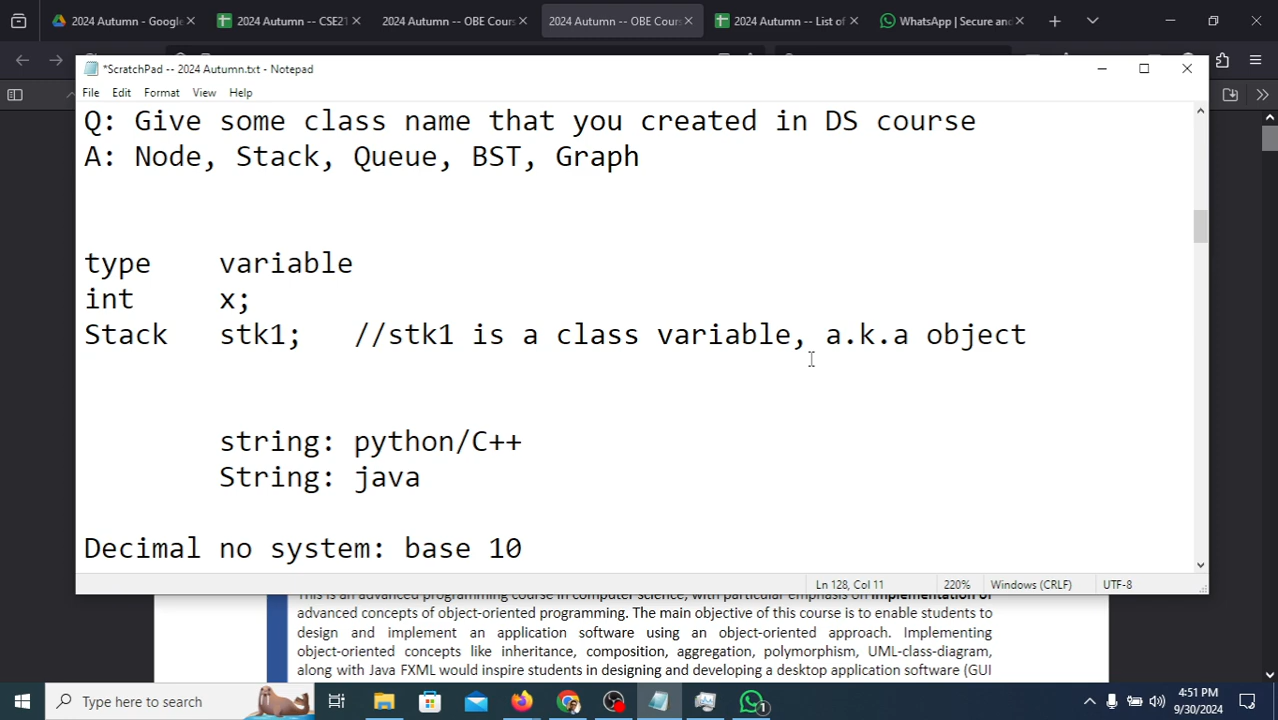 2024 Autumn - Google
2024 Autumn -- CSE21
2024 Autumn -- OBE Cours
2024 Autumn -- OBE Cours
2024 Autumn -- List of
WhatsApp | Secure and
*ScratchPad -- 2024 Autumn.txt - Notepad
File Edit Format View Help
Q: Give some class name that you created in DS course
A: Node, Stack, Queue, BST, Graph
type variable
int x;
Stack stk1; //stk1 is a class variable, a.k.a object
string: python/C++
String: java
Decimal no system: base 10
Ln 128, Col 11 220% Windows (CRLF) UTF-8
This is an advanced programming course in computer science, with particular emphasis on implementation of
advanced concepts of object-oriented programming. The main objective of this course is to enable students to
design and implement an application software using an object-oriented approach. Implementing
object-oriented concepts like inheritance, composition, aggregation, polymorphism, UML-class-diagram,
along with Java FXML would inspire students in designing and developing a desktop application software (GUI
Type here to search
1
4:51 PM
9/30/2024